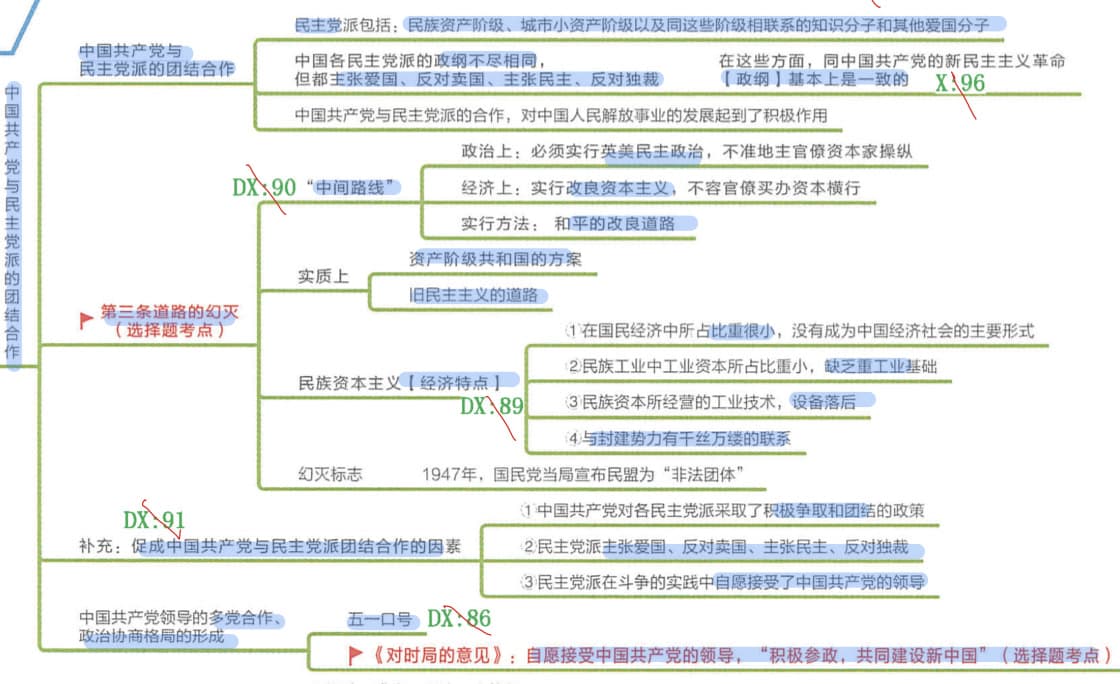 中国共产党与民主党派的团结合作
中国共产党与
民主党派的团结合作
民主党派包括：民族资产阶级、城市小资产阶级以及同这些阶级相联系的知识分子和其他爱国分子
中国各民主党派的政纲不尽相同，
但都主张爱国、反对卖国、主张民主、反对独裁
在这些方面，同中国共产党的新民主主义革命
【政纲】基本上是一致的
X:96
中国共产党与民主党派的合作，对中国人民解放事业的发展起到了积极作用
第三条道路的幻灭
（选择题考点）
DX:90
“中间路线”
政治上：必须实行英美民主政治，不准地主官僚资本家操纵
经济上：实行改良资本主义，不容官僚买办资本横行
实行方法： 和平的改良道路
实质上
资产阶级共和国的方案
旧民主主义的道路
民族资本主义【经济特点】
DX:89
①在国民经济中所占比重很小，没有成为中国经济社会的主要形式
②民族工业中工业资本所占比重小，缺乏重工业基础
③民族资本所经营的工业技术，设备落后
④与封建势力有千丝万缕的联系
幻灭标志
1947年，国民党当局宣布民盟为“非法团体”
DX:91
补充：促成中国共产党与民主党派团结合作的因素
①中国共产党对各民主党派采取了积极争取和团结的政策
②民主党派主张爱国、反对卖国、主张民主、反对独裁
③民主党派在斗争的实践中自愿接受了中国共产党的领导
中国共产党领导的多党合作、
政治协商格局的形成
五一口号
DX:86
《对时局的意见》：自愿接受中国共产党的领导，“积极参政，共同建设新中国”（选择题考点）